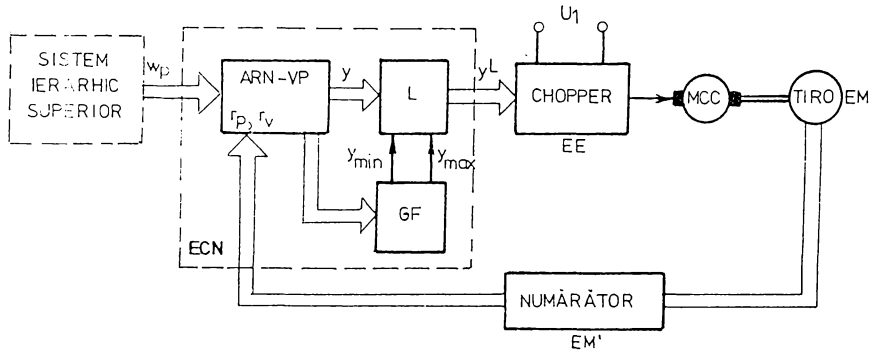 U1
SISTEM
IERARHIC
SUPERIOR
wp
ARN-VP
rp, rv
y
L
yL
CHOPPER
EE
MCC
TIRO
EM
ymin
ymax
GF
ECN
NUMĂRĂTOR
EM'